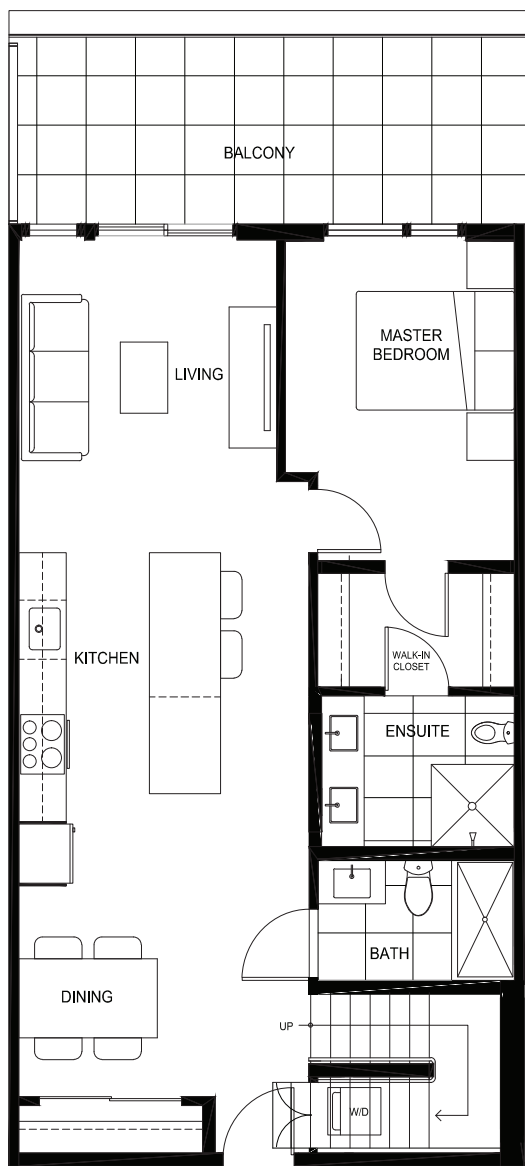 BALCONY
MASTER
BEDROOM
LIVING
KITCHEN
WALK-IN
CLOSET
ENSUITE
BATH
DINING
UP
W/D